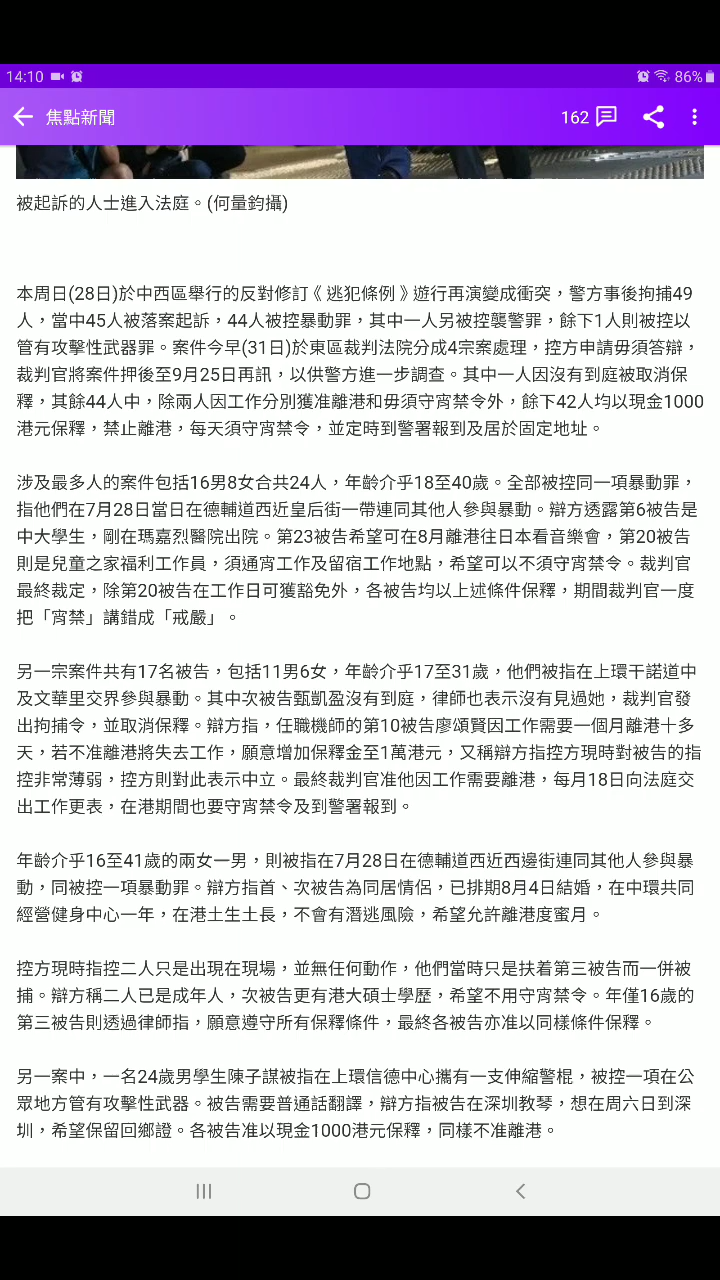 14:10
86%
焦點新聞
162
被起訴的人士進入法庭。(何量鈞攝)
本周日(28日)於中西區舉行的反對修訂《逃犯條例》遊行再演變成衝突，警方事後拘捕49
人，當中45人被落案起訴，44人被控暴動罪，其中一人另被控襲警罪，餘下1人則被控以
管有攻擊性武器罪。案件今早(31日)於東區裁判法院分成4宗案處理，控方申請毋須答辯，
裁判官將案件押後至9月25日再訊，以供警方進一步調查。其中一人因沒有到庭被取消保
釋，其餘44人中，除兩人因工作分別獲准離港和毋須守宵禁令外，餘下42人均以現金1000
港元保釋，禁止離港，每天須守宵禁令，並定時到警署報到及居於固定地址。
涉及最多人的案件包括16男8女合共24人，年齡介乎18至40歲。全部被控同一項暴動罪，
指他們在7月28日當日在德輔道西近皇后街一帶連同其他人參與暴動。辯方透露第6被告是
中大學生，剛在瑪嘉烈醫院出院。第23被告希望可在8月離港往日本看音樂會，第20被告
則是兒童之家福利工作員，須通宵工作及留宿工作地點，希望可以不須守宵禁令。裁判官
最終裁定，除第20被告在工作日可獲豁免外，各被告均以上述條件保釋，期間裁判官一度
把「宵禁」講錯成「戒嚴」。
另一宗案件共有17名被告，包括11男6女，年齡介乎17至31歲，他們被指在上環干諾道中
及文華里交界參與暴動。其中次被告甄凱盈沒有到庭，律師也表示沒有見過她，裁判官發
出拘捕令，並取消保釋。辯方指，任職機師的第10被告廖頌賢因工作需要一個月離港十多
天，若不准離港將失去工作，願意增加保釋金至1萬港元，又稱辯方指控方現時對被告的指
控非常薄弱，控方則對此表示中立。最終裁判官准他因工作需要離港，每月18日向法庭交
出工作更表，在港期間也要守宵禁令及到警署報到。
年齡介乎16至41歲的兩女一男，則被指在7月28日在德輔道西近西邊街連同其他人參與暴
動，同被控一項暴動罪。辯方指首、次被告為同居情侶，已排期8月4日結婚，在中環共同
經營健身中心一年，在港土生土長，不會有潛逃風險，希望允許離港度蜜月。
控方現時指控二人只是出現在現場，並無任何動作，他們當時只是扶着第三被告而一併被
捕。辯方稱二人已是成年人，次被告更有港大碩士學歷，希望不用守宵禁令。年僅16歲的
第三被告則透過律師指，願意遵守所有保釋條件，最終各被告亦准以同樣條件保釋。
另一案中，一名24歲男學生陳子謀被指在上環信德中心攜有一支伸縮警棍，被控一項在公
眾地方管有攻擊性武器。被告需要普通話翻譯，辯方指被告在深圳教琴，想在周六日到深
圳，希望保留回鄉證。各被告准以現金1000港元保釋，同樣不准離港。